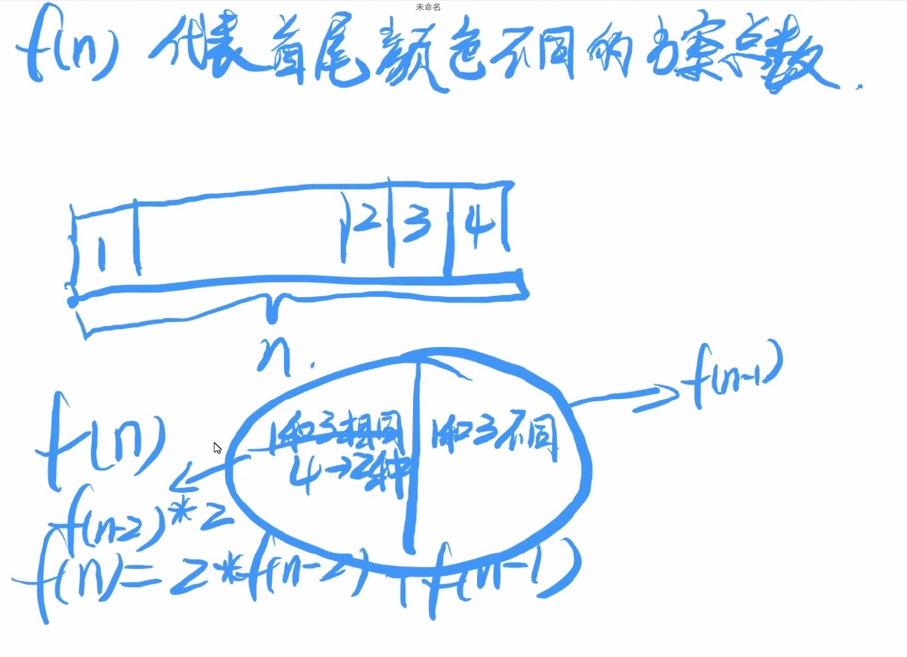 未命名
f(n) 代表首尾颜色不同的方案总数.
1 2 3 4
n.
f(n-1)
f(n)
1和3相同 1和3不同
4→2种
f(n-2)*2
f(n)=2*f(n-2)+f(n-1)